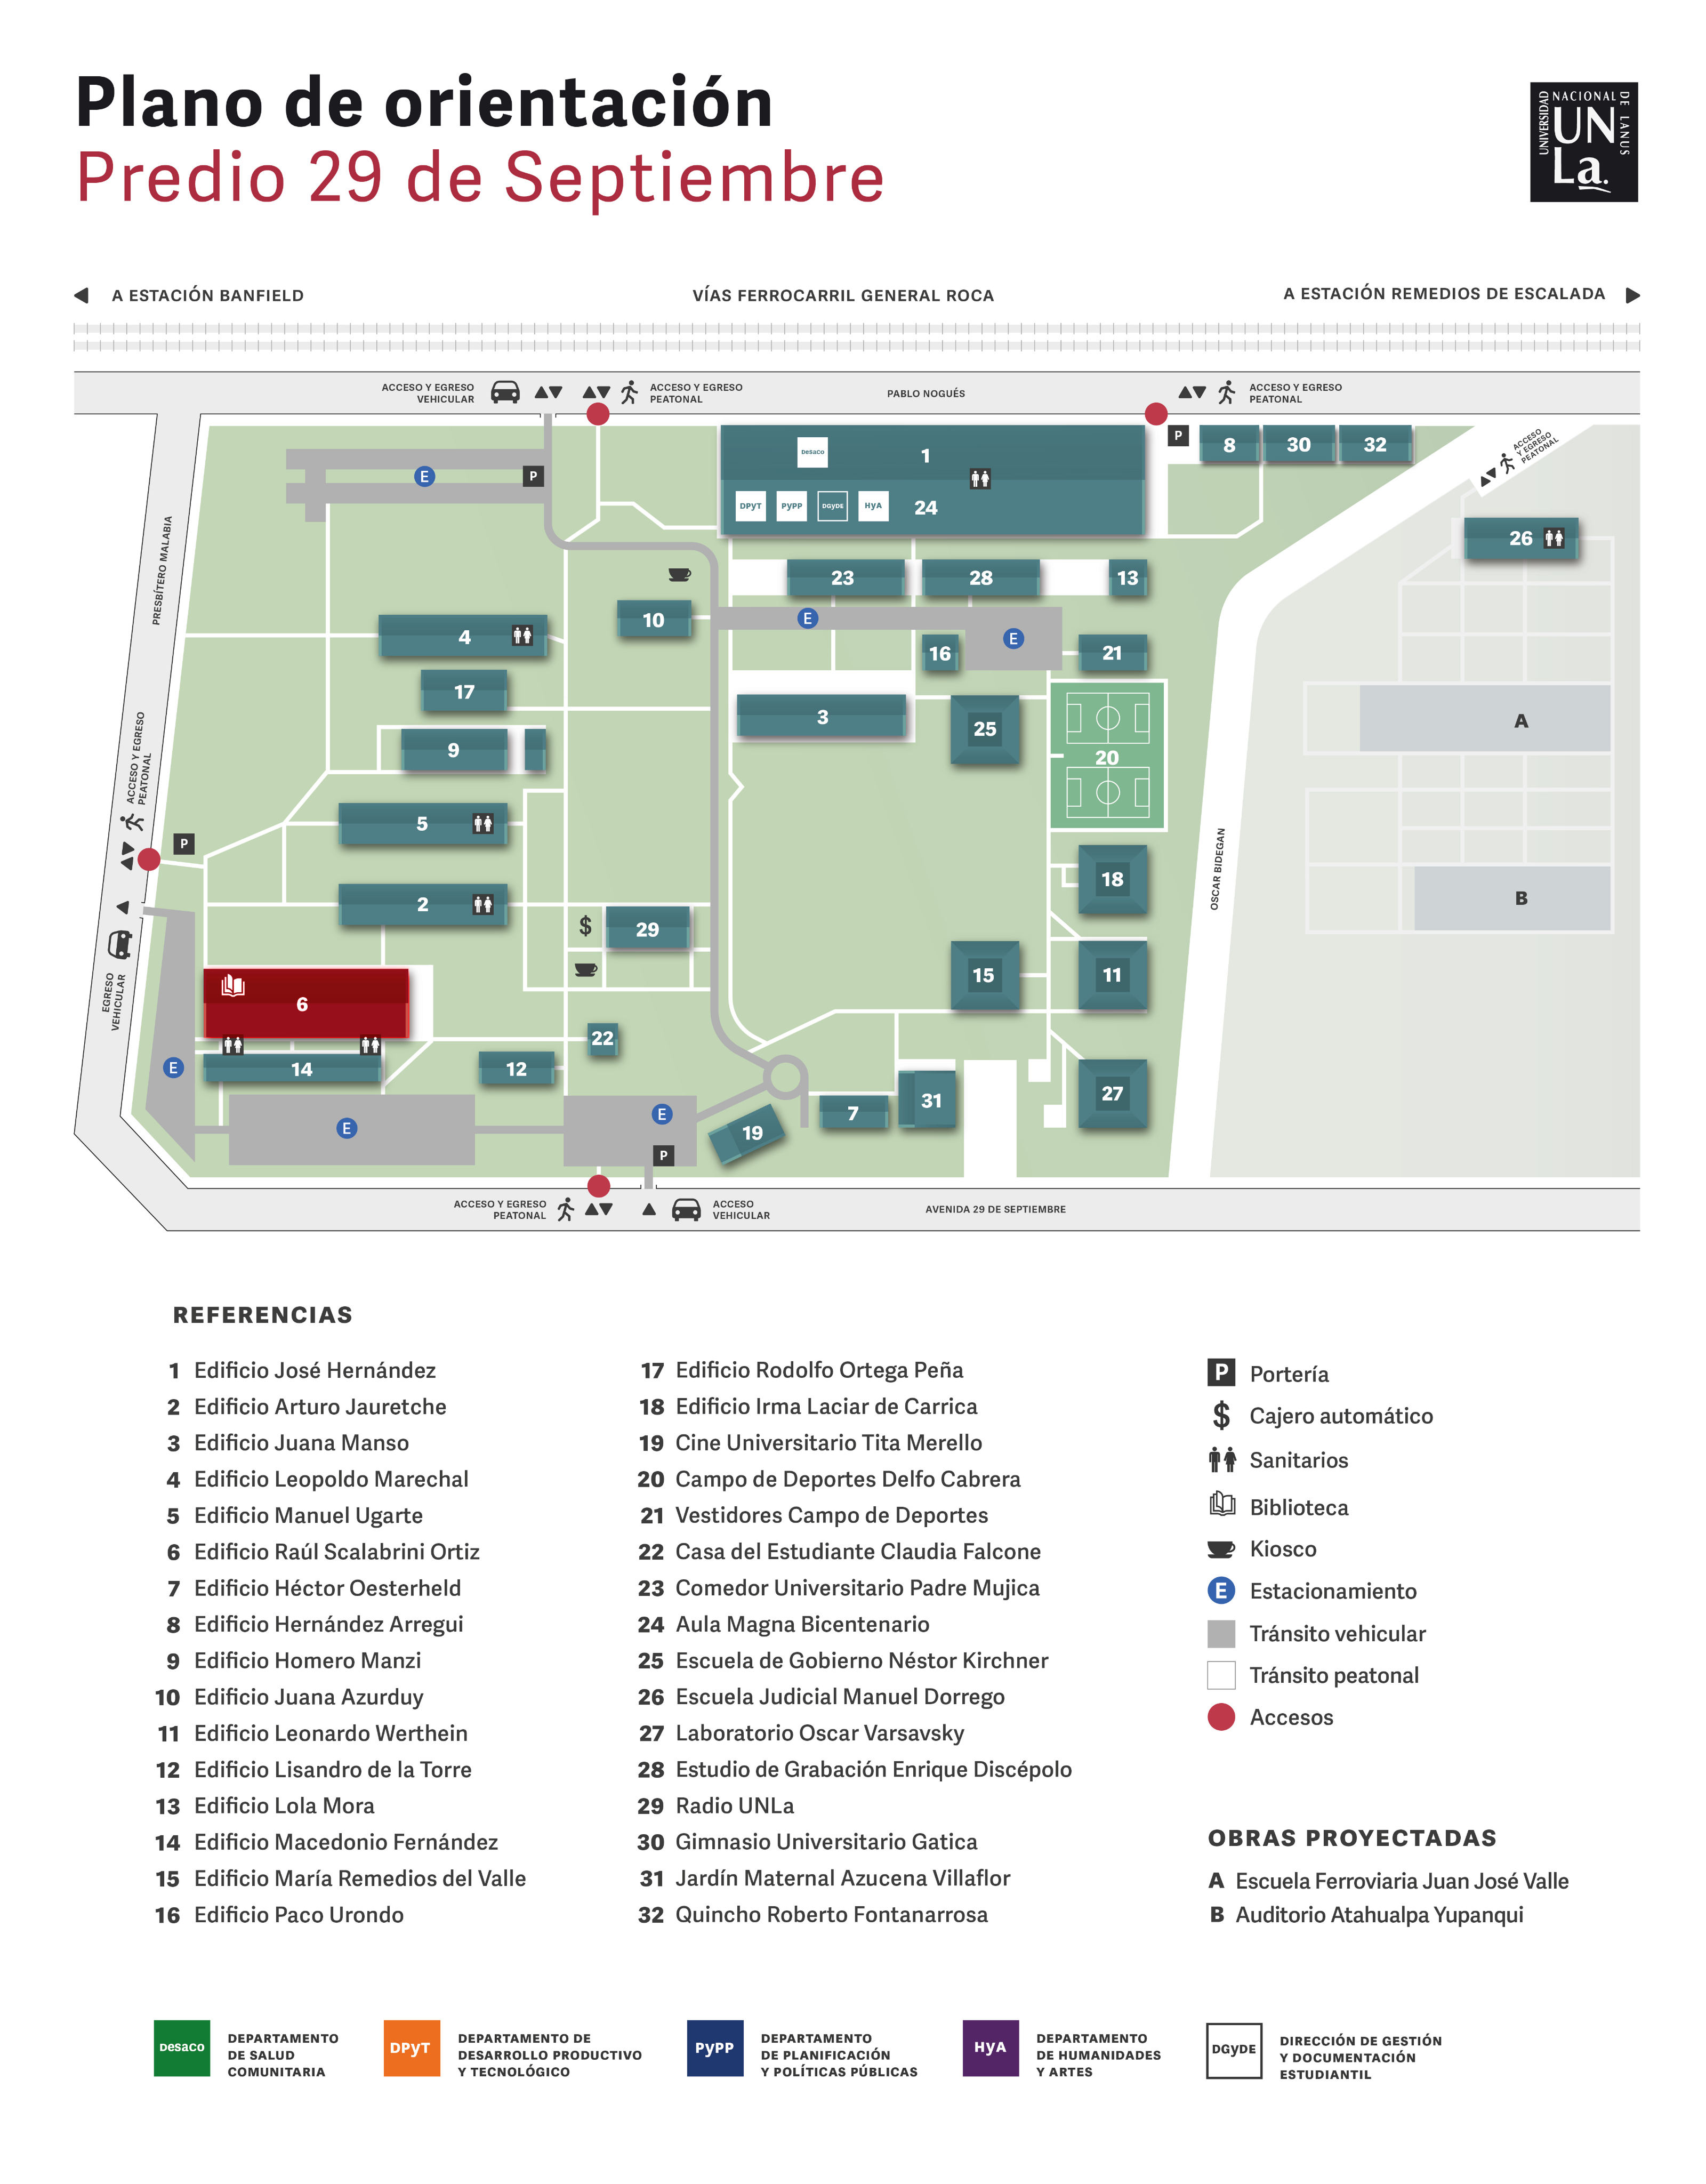 Plano de orientación
Predio 29 de Septiembre
UNIVERSIDAD
NACIONAL
DE LANUS
UN
La.
A ESTACIÓN BANFIELD
VÍAS FERROCARRIL GENERAL ROCA
A ESTACIÓN REMEDIOS DE ESCALADA
ACCESO Y EGRESO
VEHICULAR
ACCESO Y EGRESO
PEATONAL
PABLO NOGUÉS
ACCESO Y EGRESO
PEATONAL
ACCESO
Y EGRESO
PEATONAL
P
8
30
32
DESACO
1
24
DPyT
PyPP
DGyDE
HyA
E
P
26
PRESBÍTERO MALABIA
23
28
13
10
E
E
4
16
21
17
3
25
A
9
20
ACCESO Y EGRESO
PEATONAL
5
P
OSCAR BIDEGAN
18
2
B
$
29
15
11
EGRESO
VEHICULAR
6
22
E
14
12
27
31
7
E
E
19
P
ACCESO Y EGRESO
PEATONAL
ACCESO
VEHICULAR
AVENIDA 29 DE SEPTIEMBRE
REFERENCIAS
1 Edificio José Hernández
2 Edificio Arturo Jauretche
3 Edificio Juana Manso
4 Edificio Leopoldo Marechal
5 Edificio Manuel Ugarte
6 Edificio Raúl Scalabrini Ortiz
7 Edificio Héctor Oesterheld
8 Edificio Hernández Arregui
9 Edificio Homero Manzi
10 Edificio Juana Azurduy
11 Edificio Leonardo Werthein
12 Edificio Lisandro de la Torre
13 Edificio Lola Mora
14 Edificio Macedonio Fernández
15 Edificio María Remedios del Valle
16 Edificio Paco Urondo
17 Edificio Rodolfo Ortega Peña
18 Edificio Irma Laciar de Carrica
19 Cine Universitario Tita Merello
20 Campo de Deportes Delfo Cabrera
21 Vestidores Campo de Deportes
22 Casa del Estudiante Claudia Falcone
23 Comedor Universitario Padre Mujica
24 Aula Magna Bicentenario
25 Escuela de Gobierno Néstor Kirchner
26 Escuela Judicial Manuel Dorrego
27 Laboratorio Oscar Varsavsky
28 Estudio de Grabación Enrique Discépolo
29 Radio UNLa
30 Gimnasio Universitario Gatica
31 Jardín Maternal Azucena Villaflor
32 Quincho Roberto Fontanarrosa
P Portería
$ Cajero automático
Sanitarios
Biblioteca
Kiosco
E Estacionamiento
Tránsito vehicular
Tránsito peatonal
Accesos
OBRAS PROYECTADAS
A Escuela Ferroviaria Juan José Valle
B Auditorio Atahualpa Yupanqui
DeSaCO
DEPARTAMENTO
DE SALUD
COMUNITARIA
DPyT
DEPARTAMENTO DE
DESARROLLO PRODUCTIVO
Y TECNOLÓGICO
PyPP
DEPARTAMENTO
DE PLANIFICACIÓN
Y POLÍTICAS PÚBLICAS
HyA
DEPARTAMENTO
DE HUMANIDADES
Y ARTES
DGyDE
DIRECCIÓN DE GESTIÓN
Y DOCUMENTACIÓN
ESTUDIANTIL